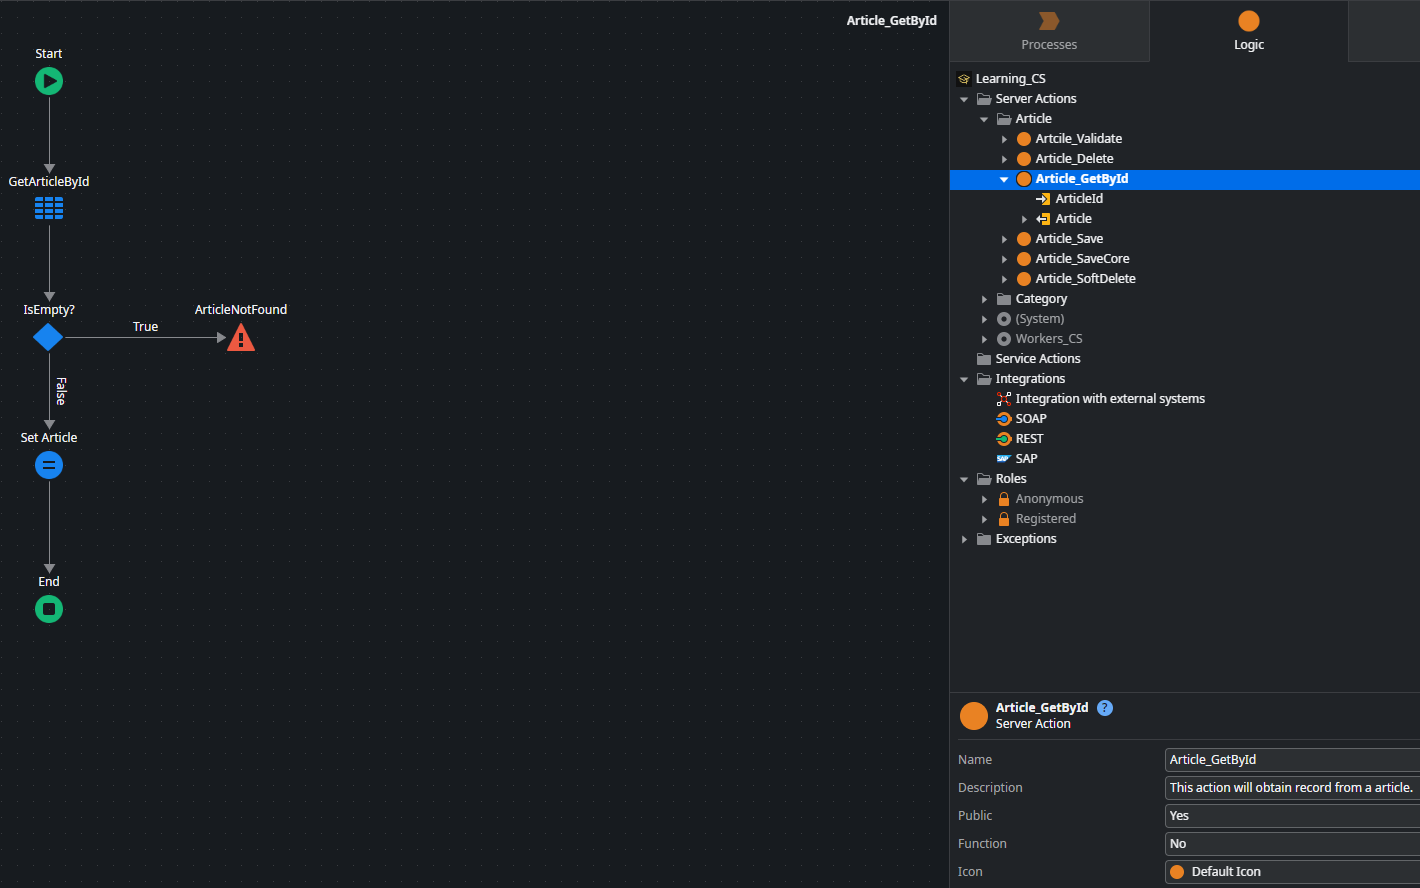 Article_GetById
Start
GetArticleById
IsEmpty?
True
ArticleNotFound
False
Set Article
End
Processes
Logic
Learning_CS
Server Actions
Article
Artcile_Validate
Article_Delete
Article_GetById
ArticleId
Article
Article_Save
Article_SaveCore
Article_SoftDelete
Category
(System)
Workers_CS
Service Actions
Integrations
Integration with external systems
SOAP
REST
SAP SAP
Roles
Anonymous
Registered
Exceptions
Article_GetById ?
Server Action
Name Article_GetById
Description This action will obtain record from a article.
Public Yes
Function No
Icon Default Icon